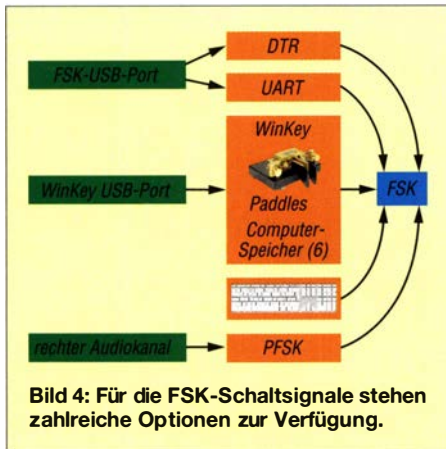 DTR
FSK-USB-Port
UART
WinKey
WinKey USB-Port
Paddles
FSK
Computer-
Speicher (6)
rechter Audiokanal
PFSK
Bild 4: Für die FSK-Schaltsignale stehen
zahlreiche Optionen zur Verfügung.